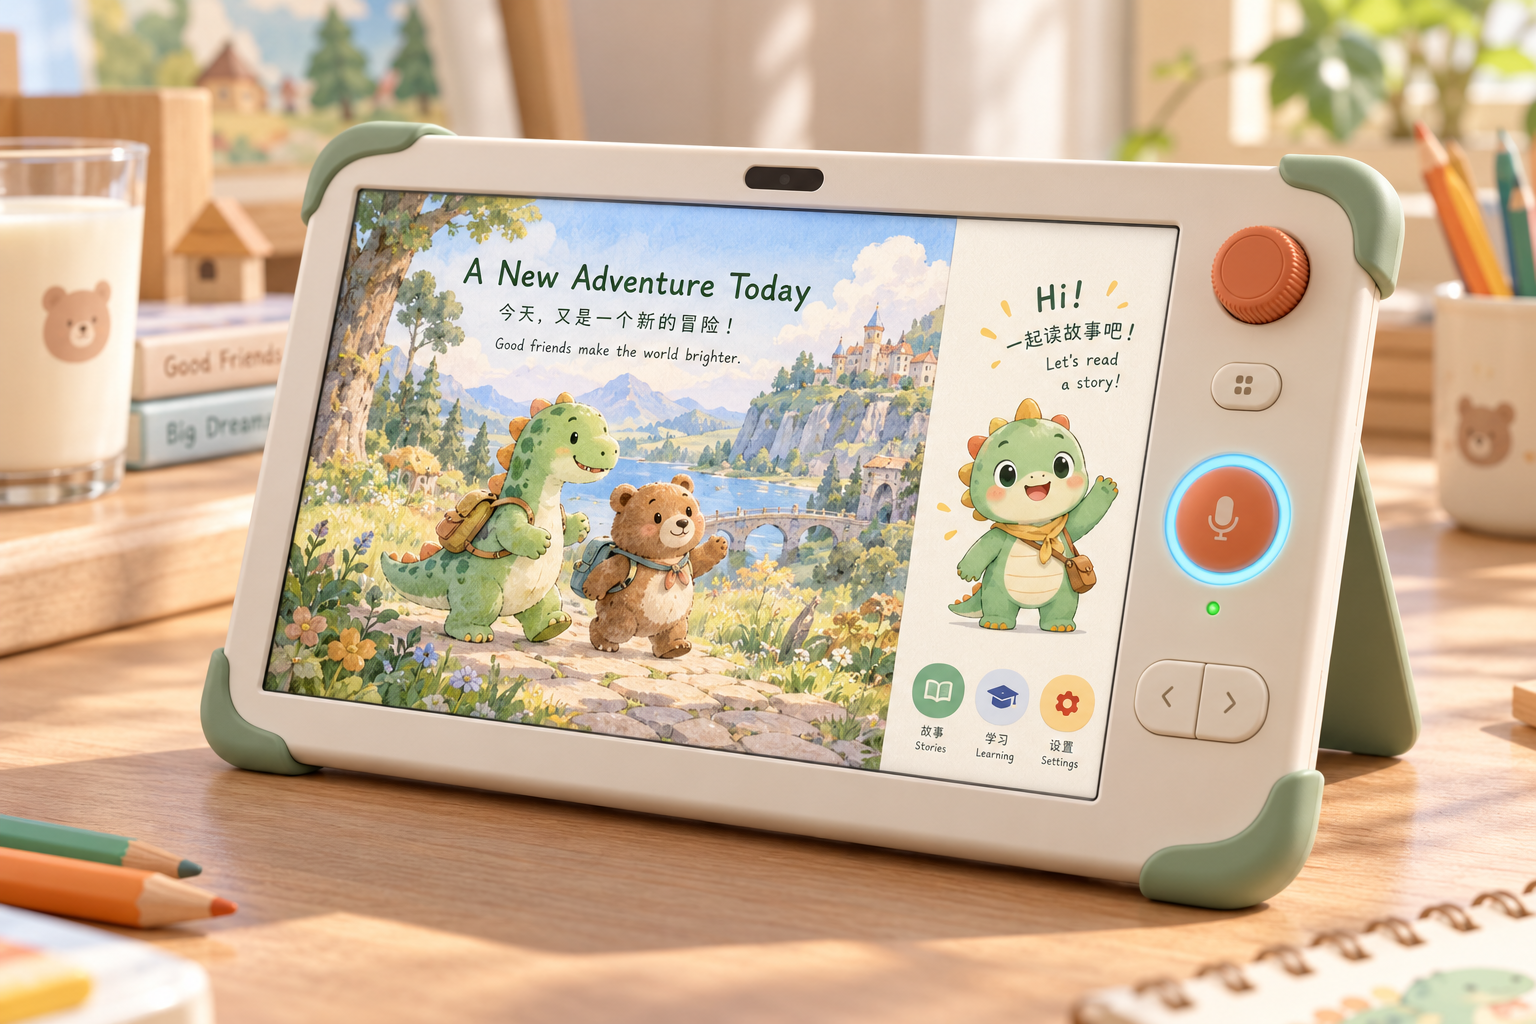 A New Adventure Today
今天，又是一个新的冒险！
Good friends make the world brighter.
Hi!
一起读故事吧！
Let's read
a story!
故事
Stories
学习
Learning
设置
Settings
Good Friends
Big Dreams